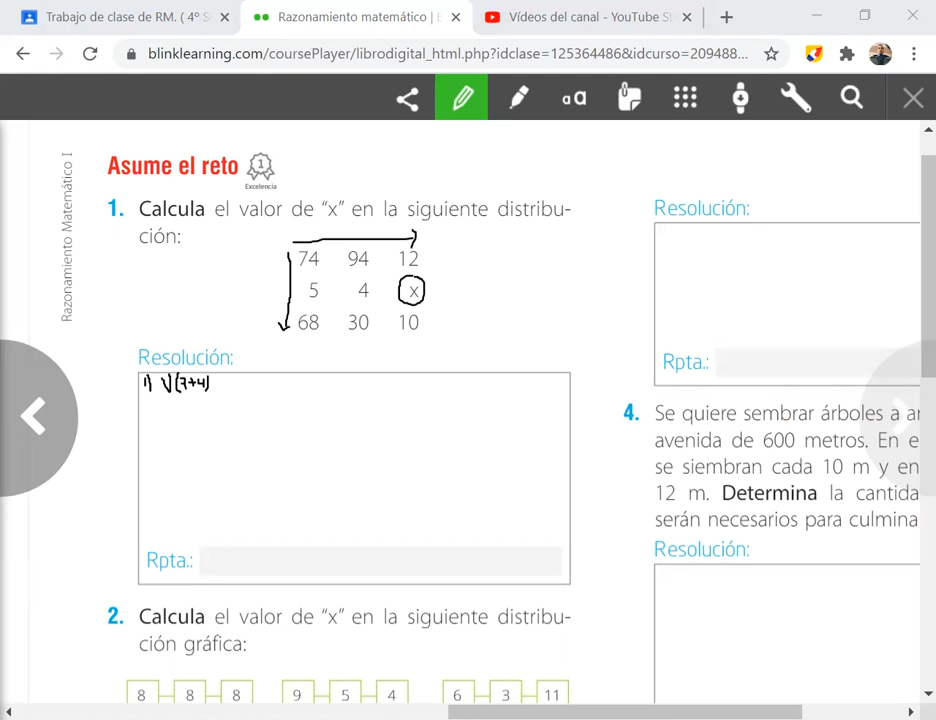 Trabajo de clase de RM. ( 4º S
Razonamiento matemático | B
Vídeos del canal - YouTube St
blinklearning.com/coursePlayer/librodigital_html.php?idclase=125364486&idcurso=209488...
aA
Razonamiento Matemático I
Asume el reto
1
Excelencia
1. Calcula el valor de “x” en la siguiente distribu-
ción:
74 94 12
5 4 x
68 30 10
Resolución:
1) √(7+4)
Rpta.:
2. Calcula el valor de “x” en la siguiente distribu-
ción gráfica:
8 8 8 9 5 4 6 3 11
Resolución:
Rpta.:
4. Se quiere sembrar árboles a
avenida de 600 metros. En
se siembran cada 10 m y en
12 m. Determina la cantida
serán necesarios para culmina
Resolución: